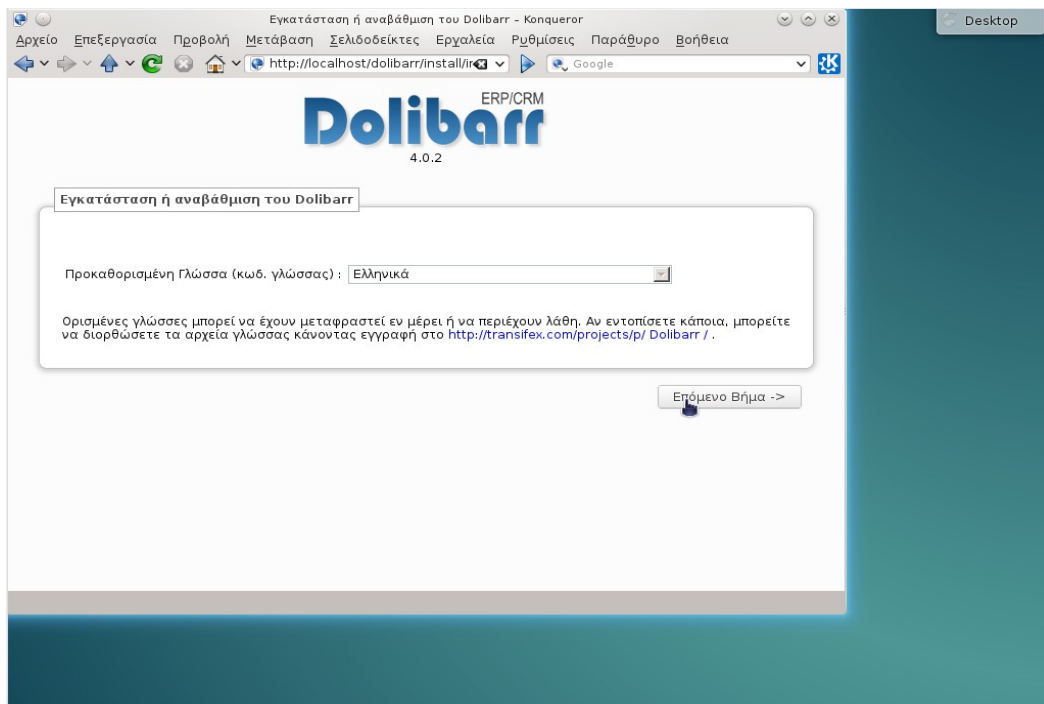 Εγκατάσταση ή αναβάθμιση του Dolibarr – Konqueror
Desktop
Αρχείο Επεξεργασία Προβολή Μετάβαση Σελιδοδείκτες Εργαλεία Ρυθμίσεις Παράθυρο Βοήθεια
http://localhost/dolibarr/install/
Google
ERP/CRM
Dolibarr
4.0.2
Εγκατάσταση ή αναβάθμιση του Dolibarr
Προκαθορισμένη Γλώσσα (κωδ. γλώσσας) : Ελληνικά
Ορισμένες γλώσσες μπορεί να έχουν μεταφραστεί εν μέρει ή να περιέχουν λάθη. Αν εντοπίσετε κάποια, μπορείτε
να διορθώσετε τα αρχεία γλώσσας κάνοντας εγγραφή στο http://transifex.com/projects/p/ Dolibarr / .
Επόμενο Βήμα ->